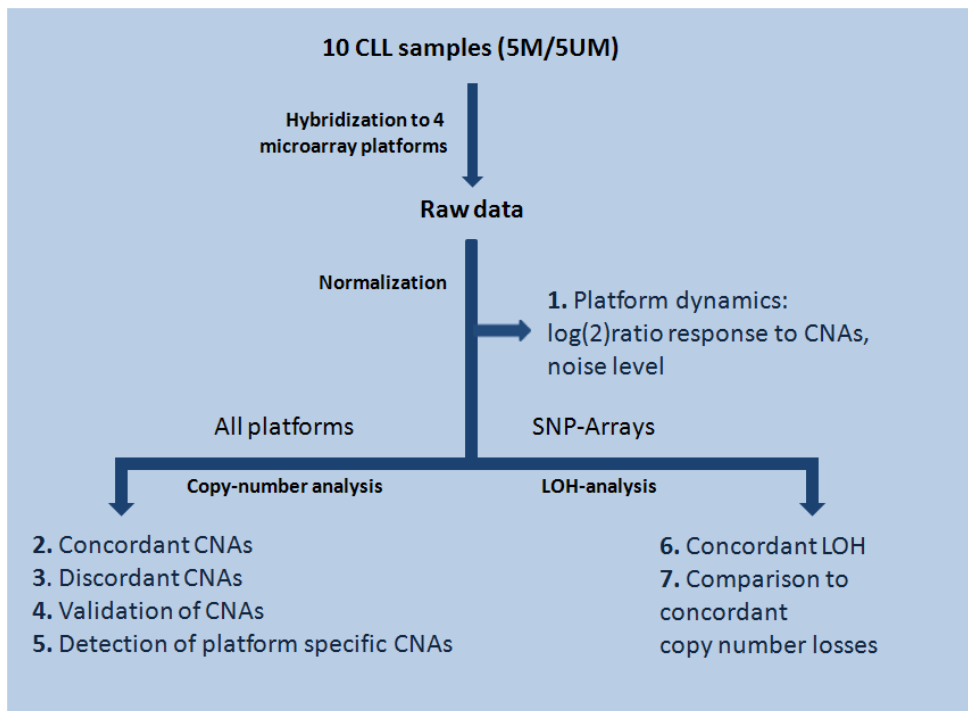 10 CLL samples (5M/5UM)
Hybridization to 4
microarray platforms
Raw data
Normalization
1. Platform dynamics:
log(2)ratio response to CNAs,
noise level
All platforms
SNP-Arrays
Copy-number analysis
LOH-analysis
2. Concordant CNAs
3. Discordant CNAs
4. Validation of CNAs
5. Detection of platform specific CNAs
6. Concordant LOH
7. Comparison to
concordant
copy number losses